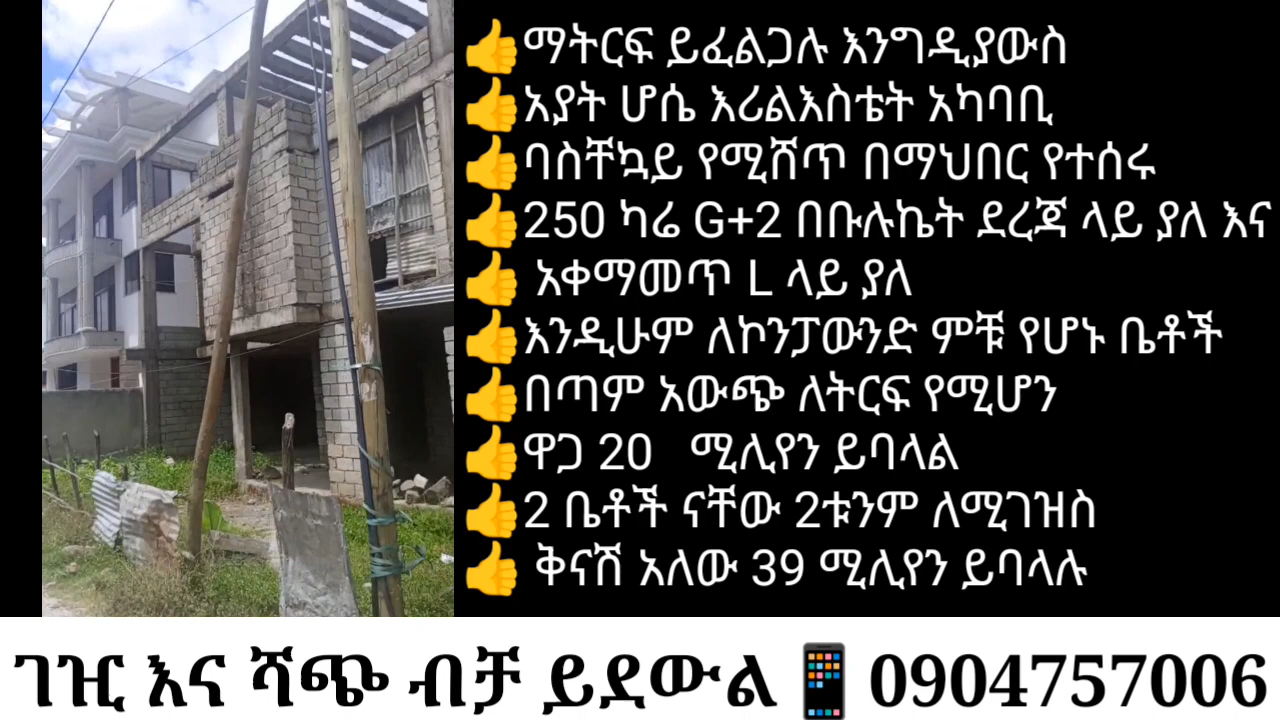 👍ማትርፍ ይፈልጋሉ እንግዲያውስ
👍አያት ሆሴ እሪልእስቴት አካባቢ
👍ባስቸኳይ የሚሸጥ በማህበር የተሰሩ
👍250 ካሬ G+2 በቡሉኬት ደረጃ ላይ ያለ እና
👍 አቀማመጥ L ላይ ያለ
👍እንዲሁም ለኮንፓውንድ ምቹ የሆኑ ቤቶች
👍በጣም አውጭ ለትርፍ የሚሆን
👍ዋጋ 20 ሚሊየን ይባላል
👍2 ቤቶች ናቸው 2ቱንም ለሚገዝስ
👍 ቅናሽ አለው 39 ሚሊየን ይባላሉ
ገዢ እና ሻጭ ብቻ ይደውል📱0904757006